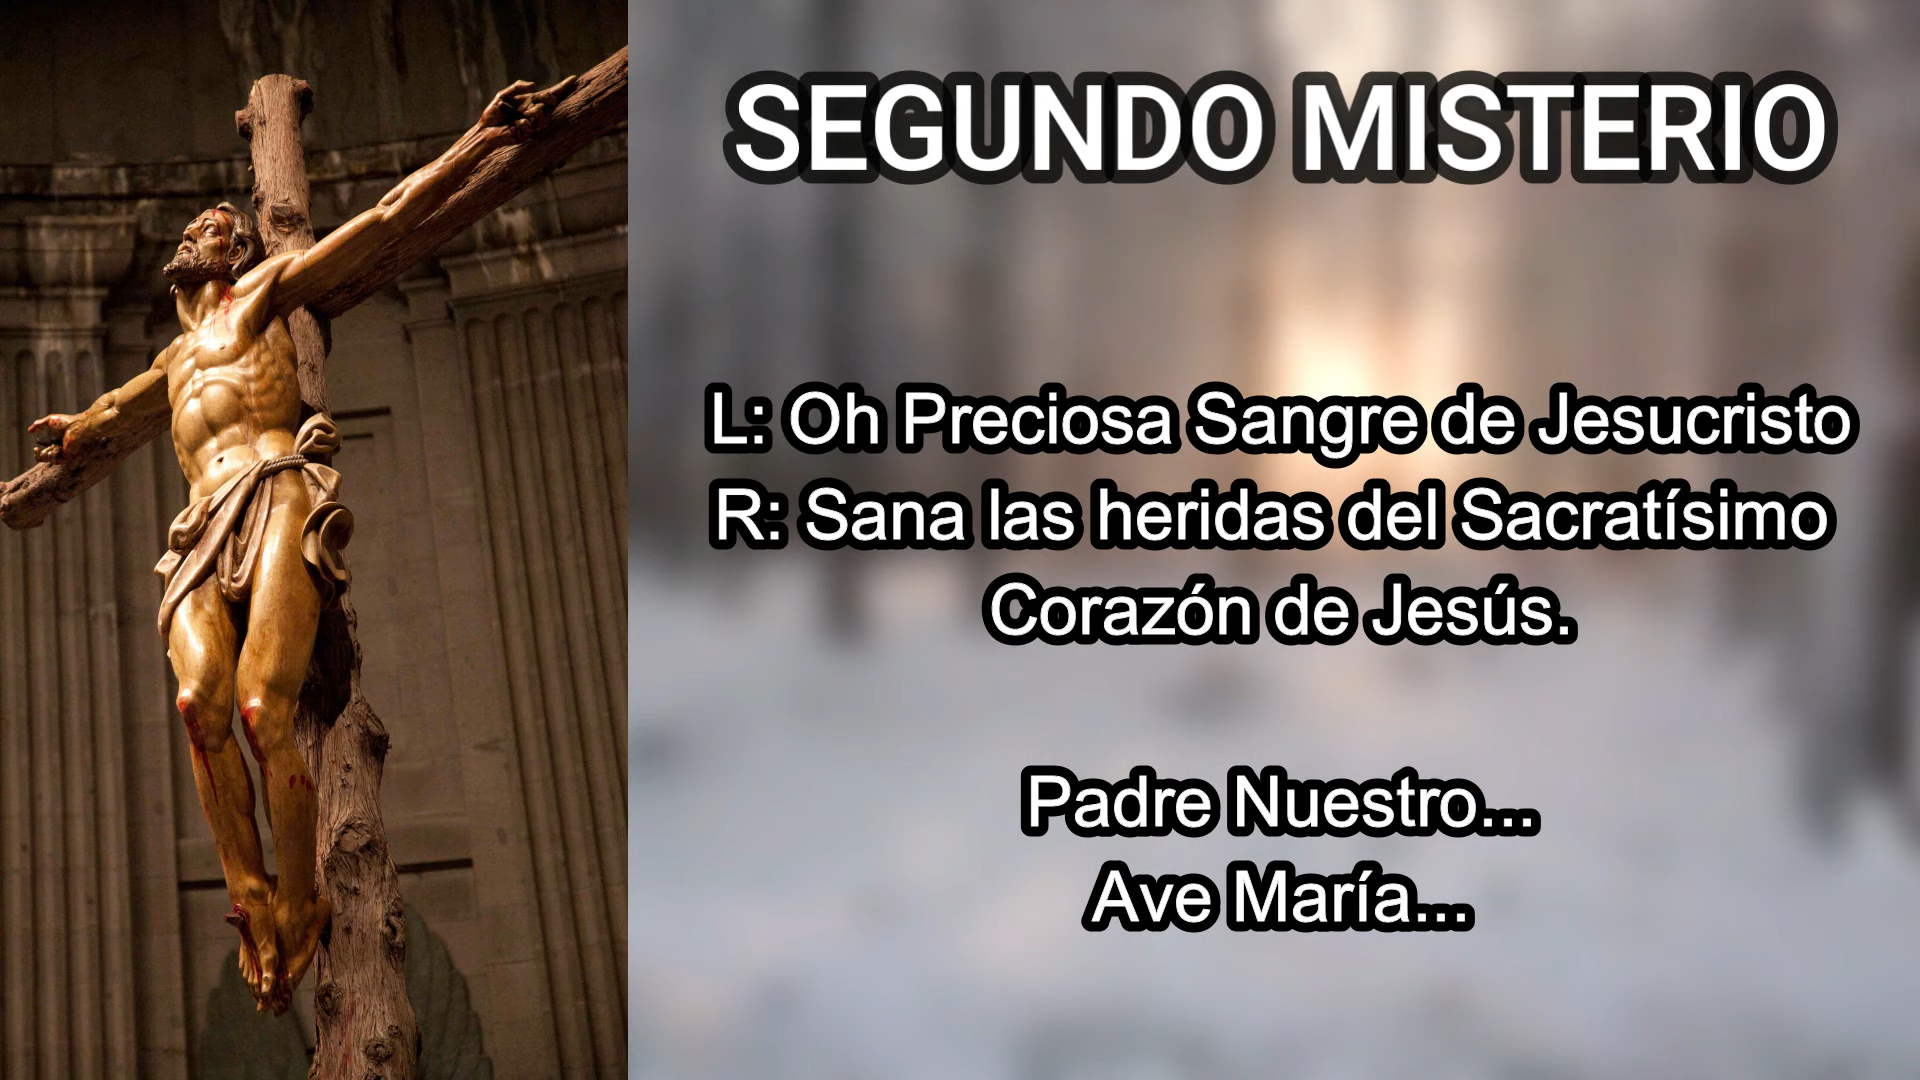 SEGUNDO MISTERIO
L: Oh Preciosa Sangre de Jesucristo
R: Sana las heridas del Sacratísimo
Corazón de Jesús.
Padre Nuestro...
Ave María...